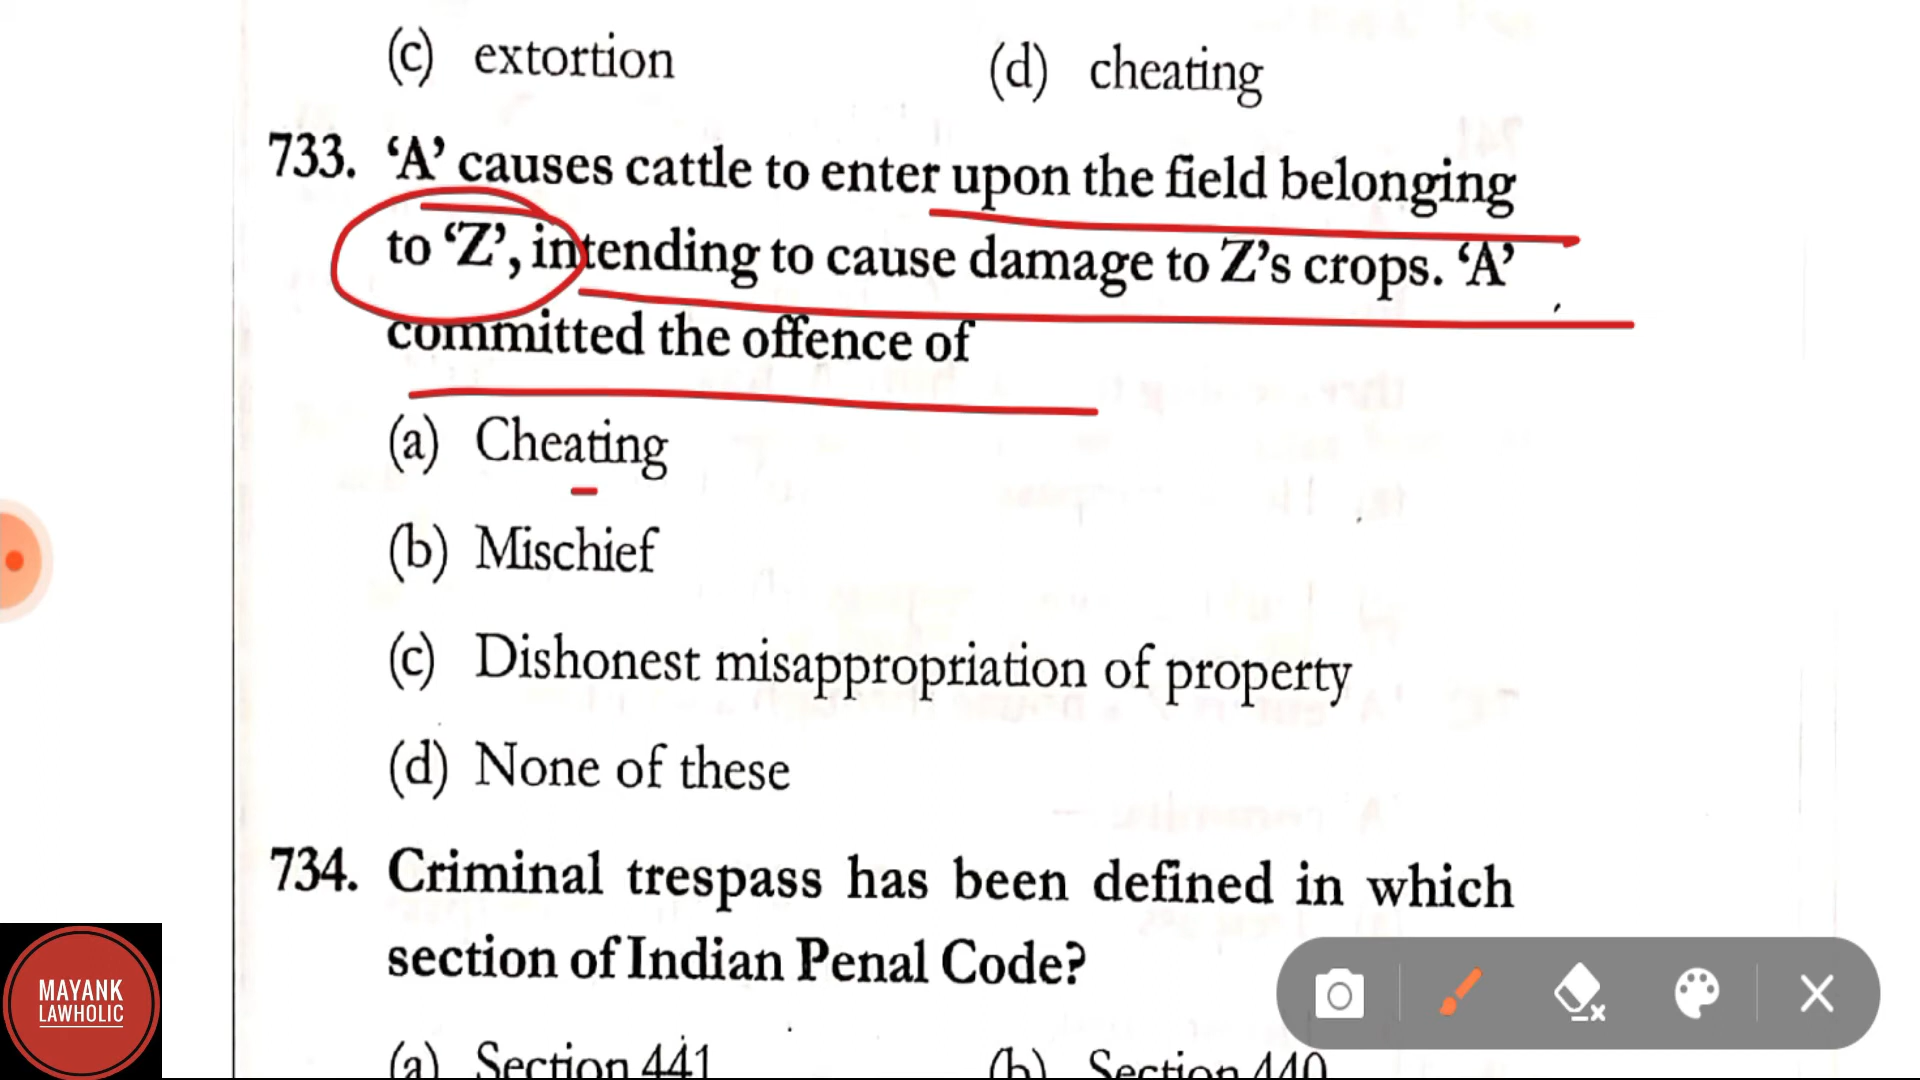 (c) extortion (d) cheating
733. ‘A’ causes cattle to enter upon the field belonging
to ‘Z’, intending to cause damage to Z’s crops. ‘A’
committed the offence of
(a) Cheating
(b) Mischief
(c) Dishonest misappropriation of property
(d) None of these
734. Criminal trespass has been defined in which
section of Indian Penal Code?
(a) Section 441 (b) Section 440
MAYANK
LAWHOLIC